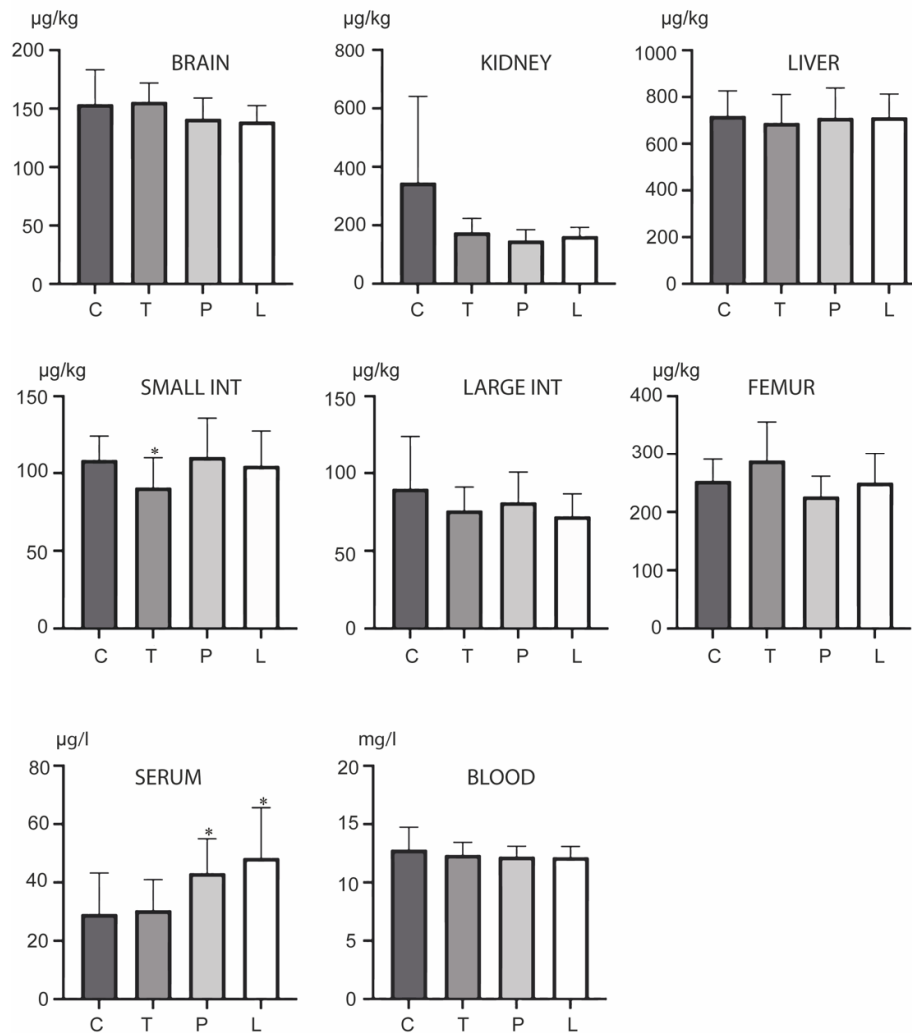 µg/kg
BRAIN
200
150
100
50
0
C T P L
µg/kg
KIDNEY
800
600
400
200
0
C T P L
µg/kg
LIVER
1000
800
600
400
200
0
C T P L
µg/kg
SMALL INT
150
100
50
0
*
C T P L
µg/kg
LARGE INT
150
100
50
0
C T P L
µg/kg
FEMUR
400
300
200
100
0
C T P L
µg/l
SERUM
80
60
40
20
0
* *
C T P L
mg/l
BLOOD
20
15
10
5
0
C T P L